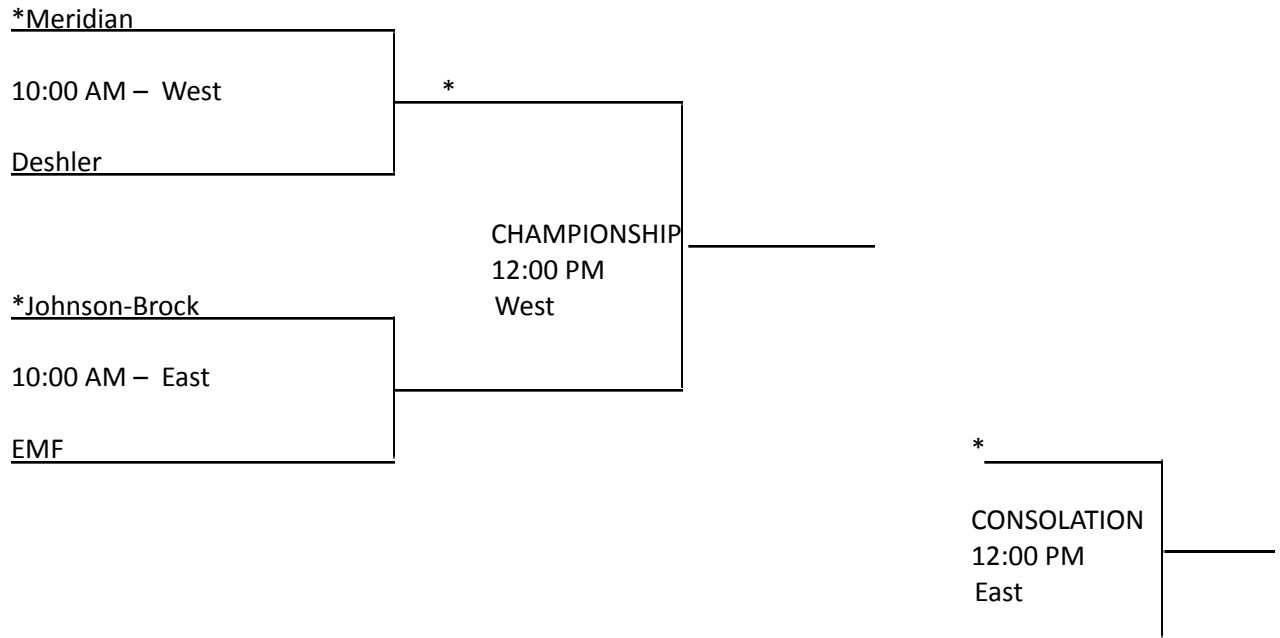 *Meridian
10:00 AM – West
*
Deshler
CHAMPIONSHIP
12:00 PM
West
*Johnson-Brock
10:00 AM – East
EMF
*
CONSOLATION
12:00 PM
East